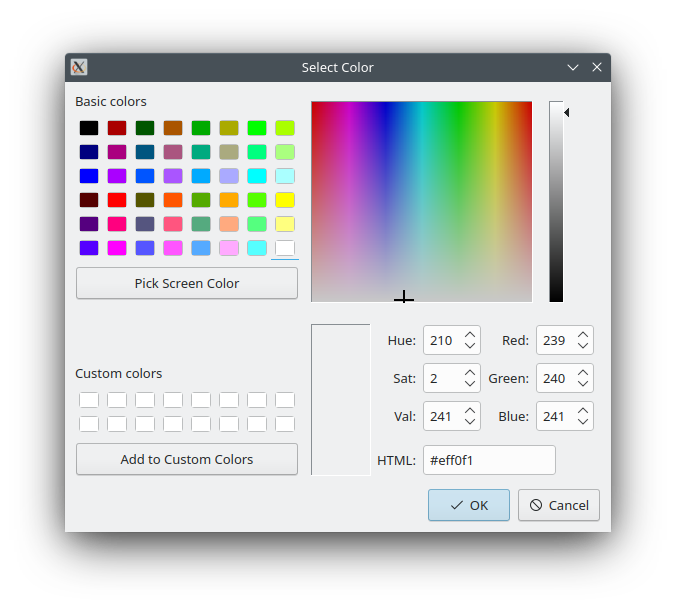 Select Color
Basic colors
Pick Screen Color
Custom colors
Add to Custom Colors
Hue: 210 Red: 239
Sat: 2 Green: 240
Val: 241 Blue: 241
HTML: #eff0f1
OK Cancel